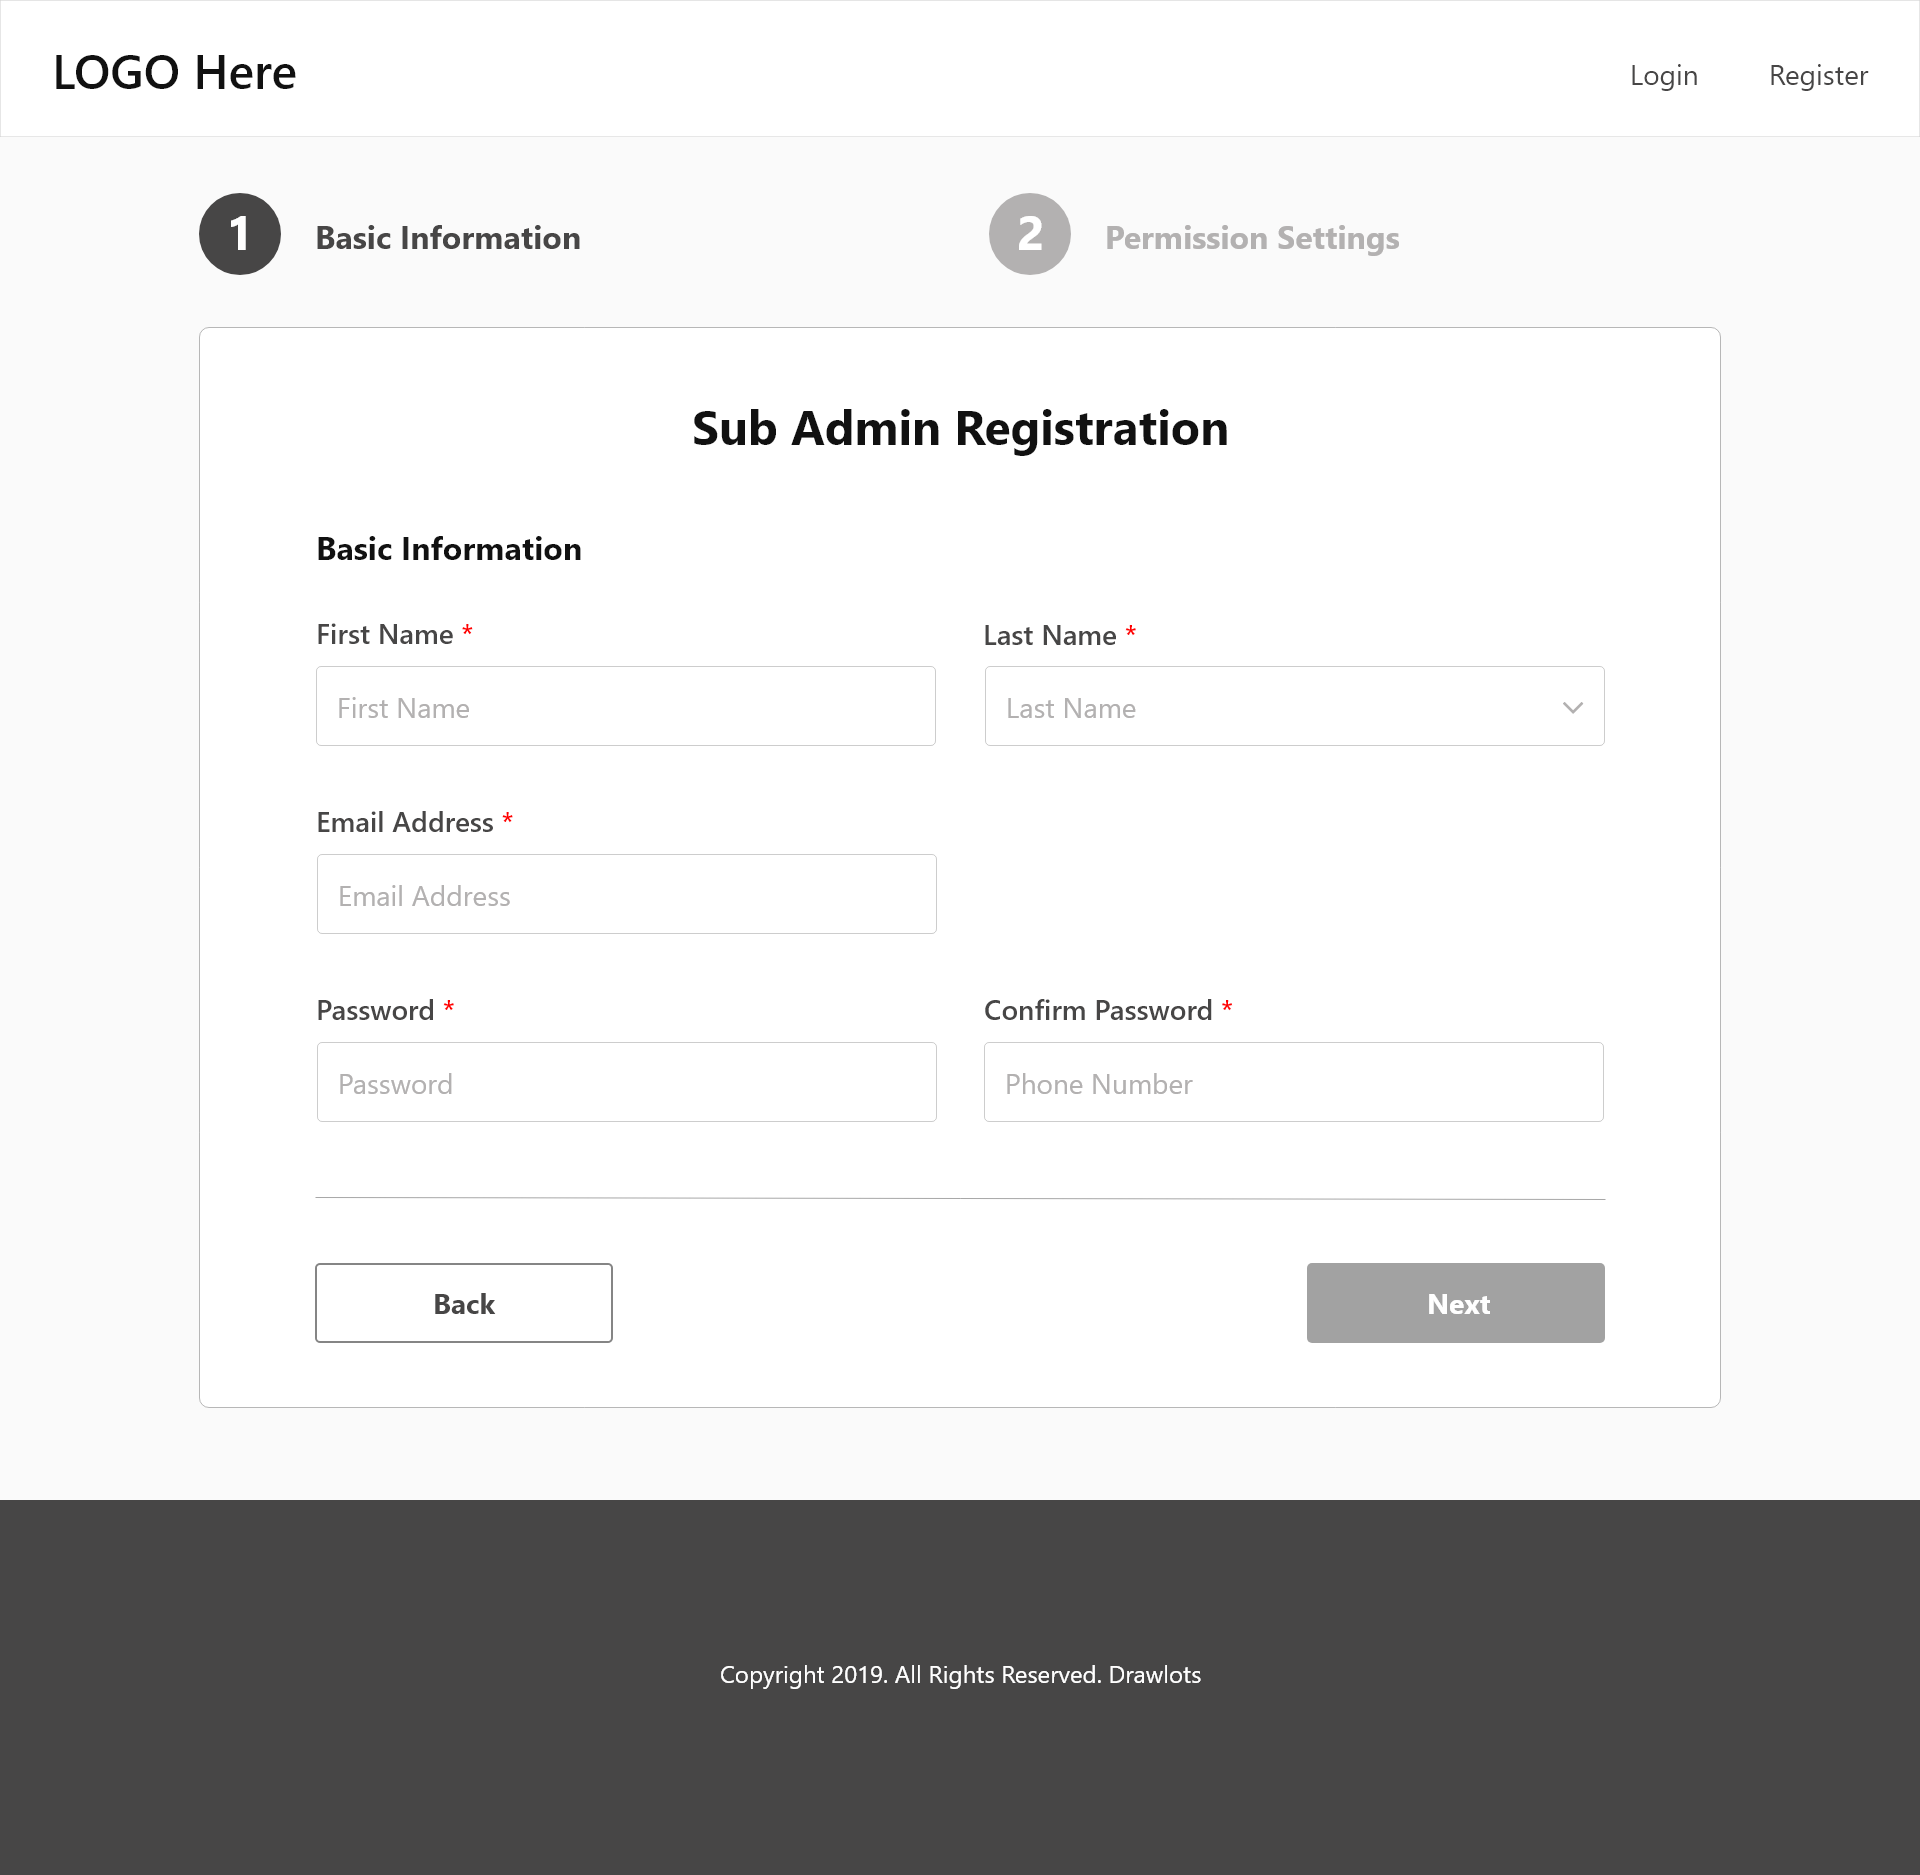 LOGO Here
Login
Register
1
Basic Information
2
Permission Settings
Sub Admin Registration
Basic Information
First Name *
Last Name *
First Name
Last Name
Email Address *
Email Address
Password *
Confirm Password *
Password
Phone Number
Back
Next
Copyright 2019. All Rights Reserved. Drawlots